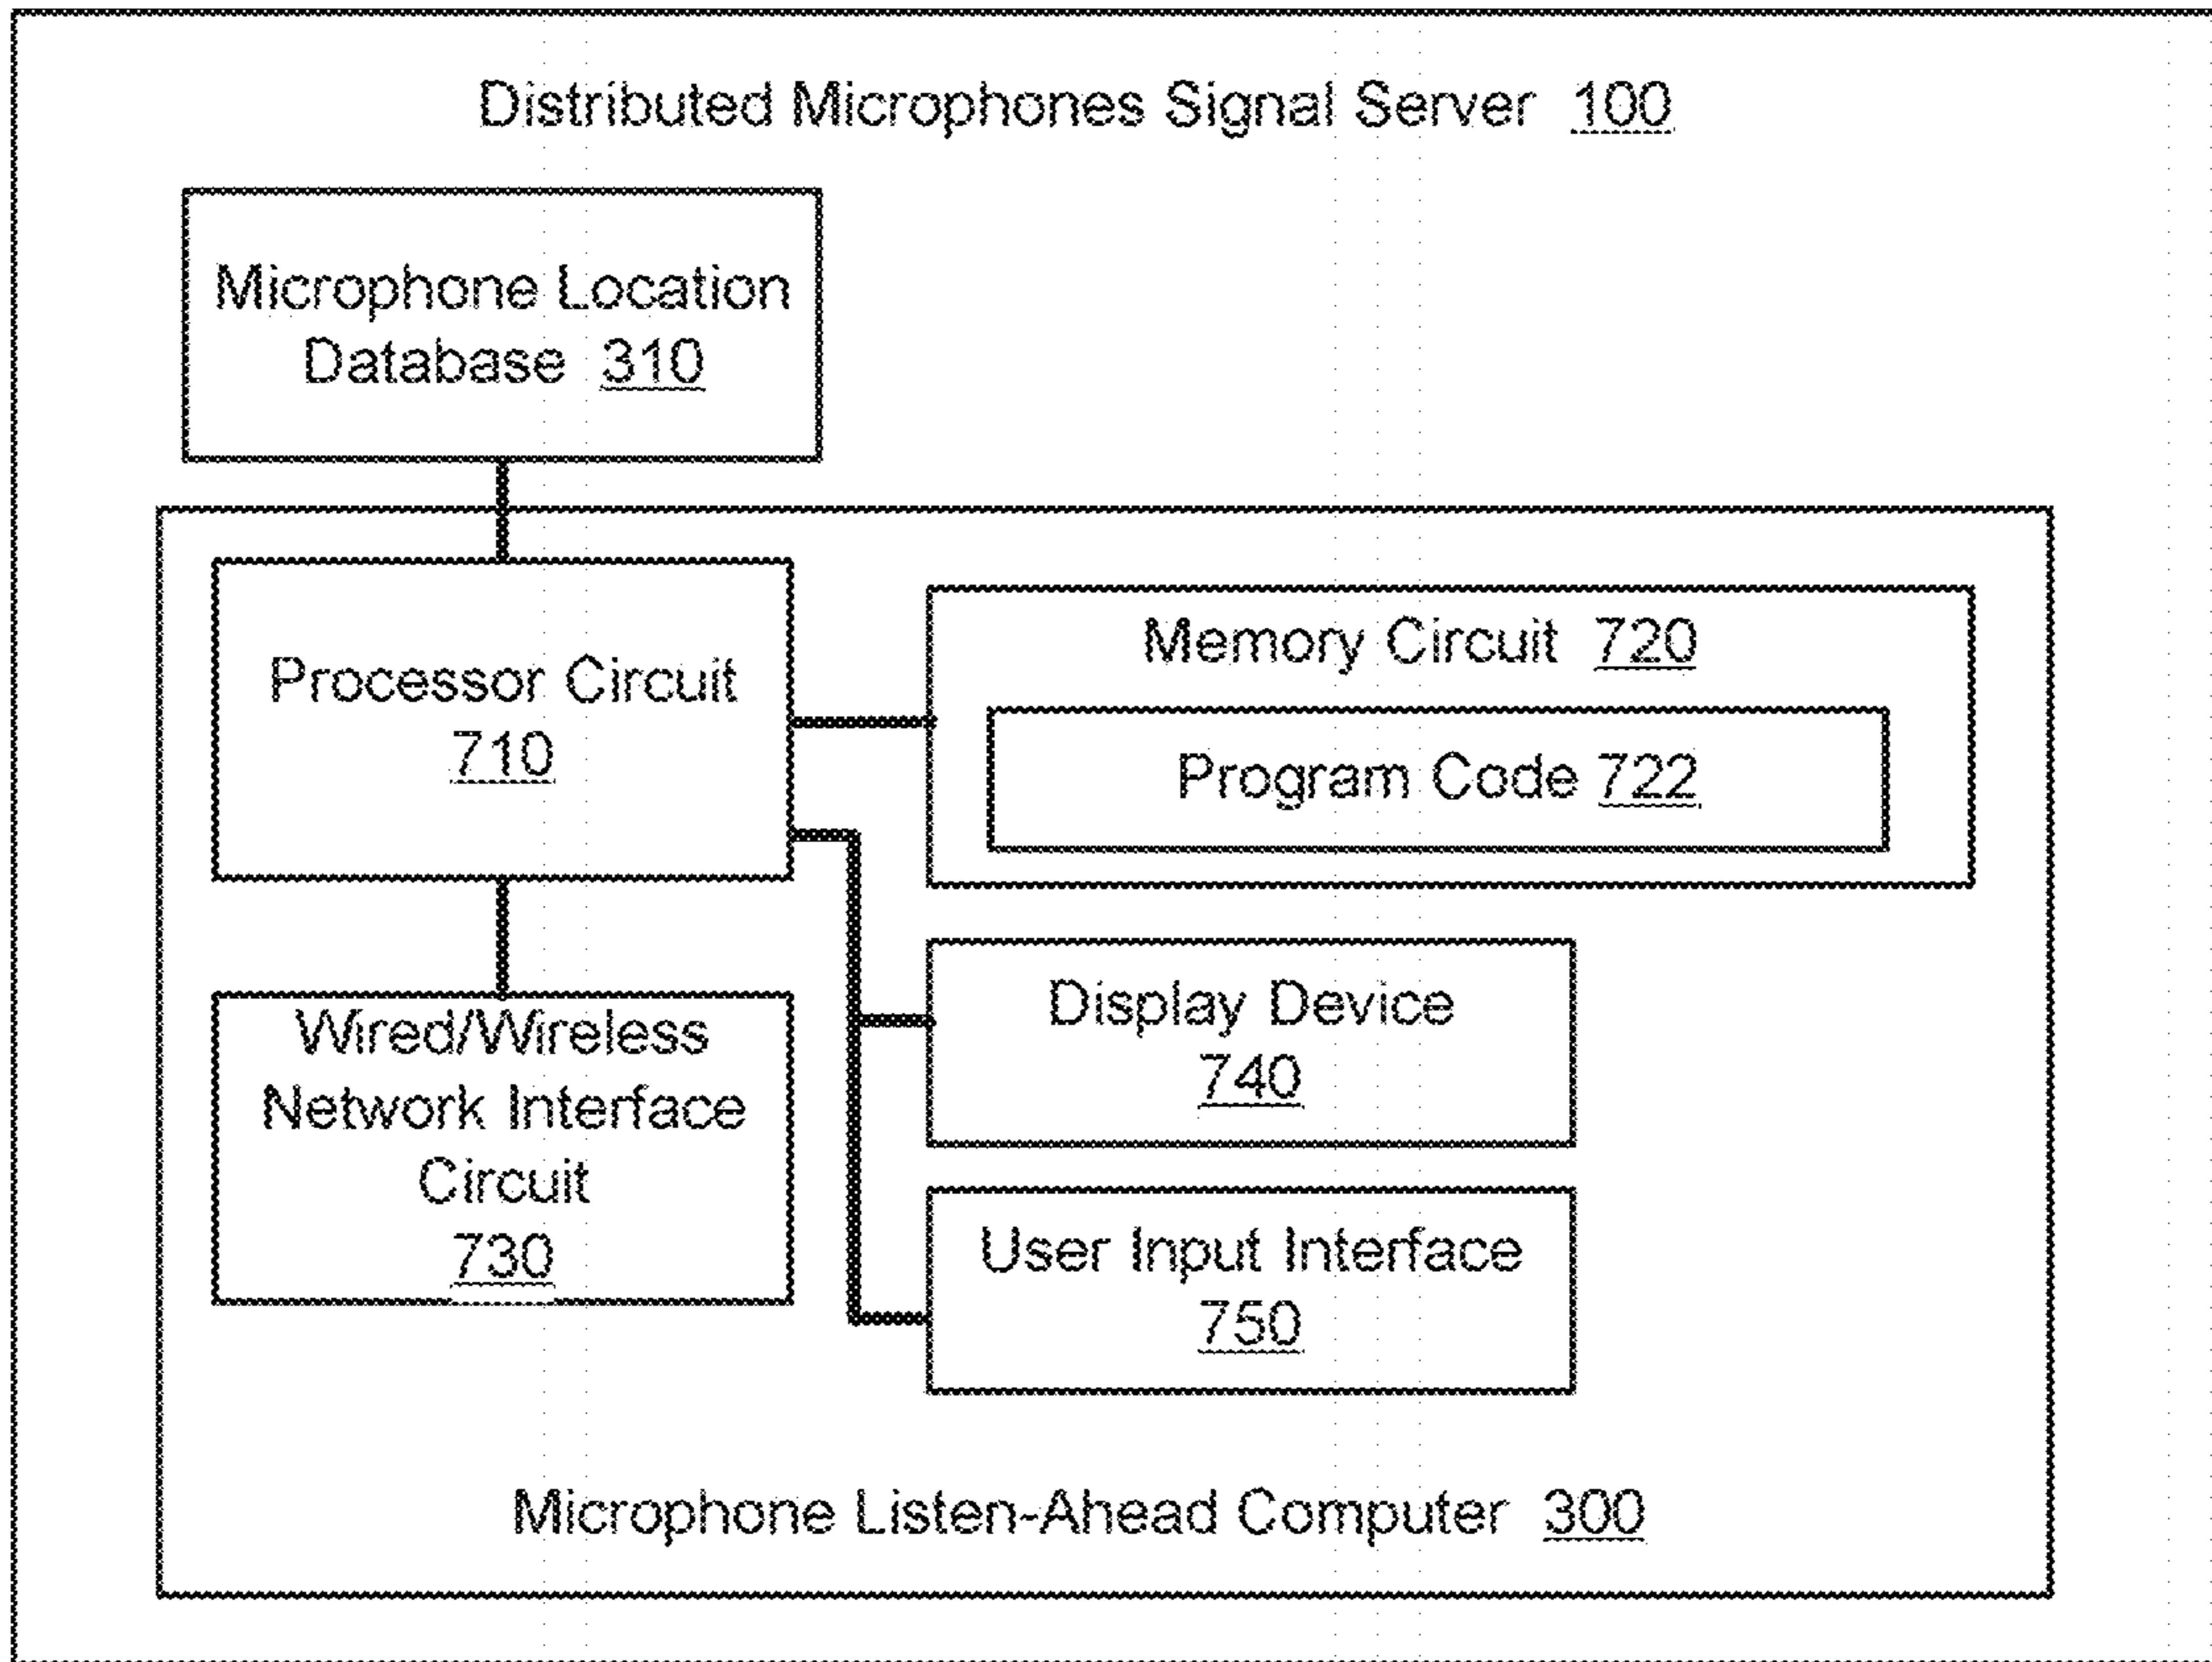 Distributed Microphones Signal Server 100
Microphone Location
Database 310
Processor Circuit
710
Memory Circuit 720
Program Code 722
Wired/Wireless
Network Interface
Circuit
730
Display Device
740
User Input Interface
750
Microphone Listen-Ahead Computer 300